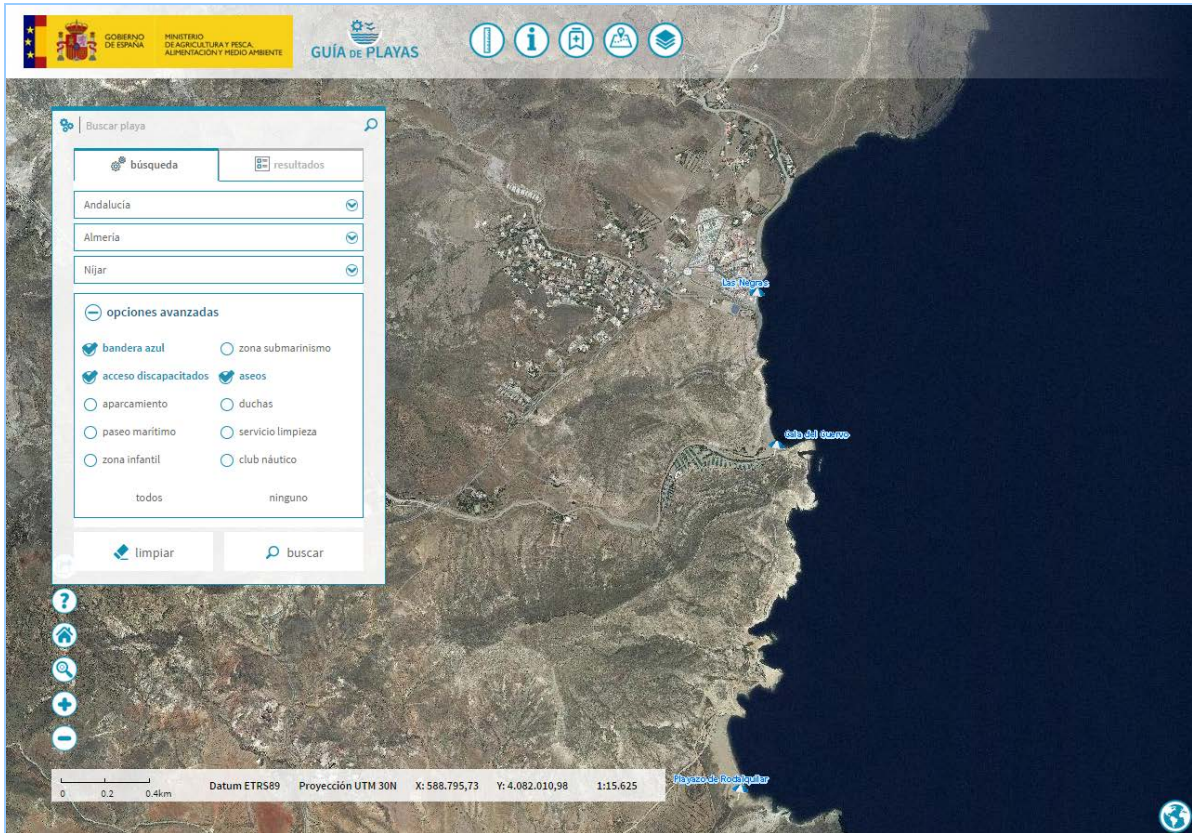 GOBIERNO
DE ESPAÑA
MINISTERIO
DE AGRICULTURA Y PESCA,
ALIMENTACIÓN Y MEDIO AMBIENTE
GUÍA DE PLAYAS
Buscar playa
búsqueda
resultados
Andalucía
Almería
Níjar
opciones avanzadas
bandera azul
zona submarinismo
acceso discapacitados
aseos
aparcamiento
duchas
paseo marítimo
servicio limpieza
zona infantil
club náutico
todos
ninguno
limpiar
buscar
Las Negras
Cala del Cuervo
Playazo de Rodalquilar
0 0.2 0.4km
Datum ETRS89 Proyección UTM 30N X: 588.795,73 Y: 4.082.010,98 1:15.625